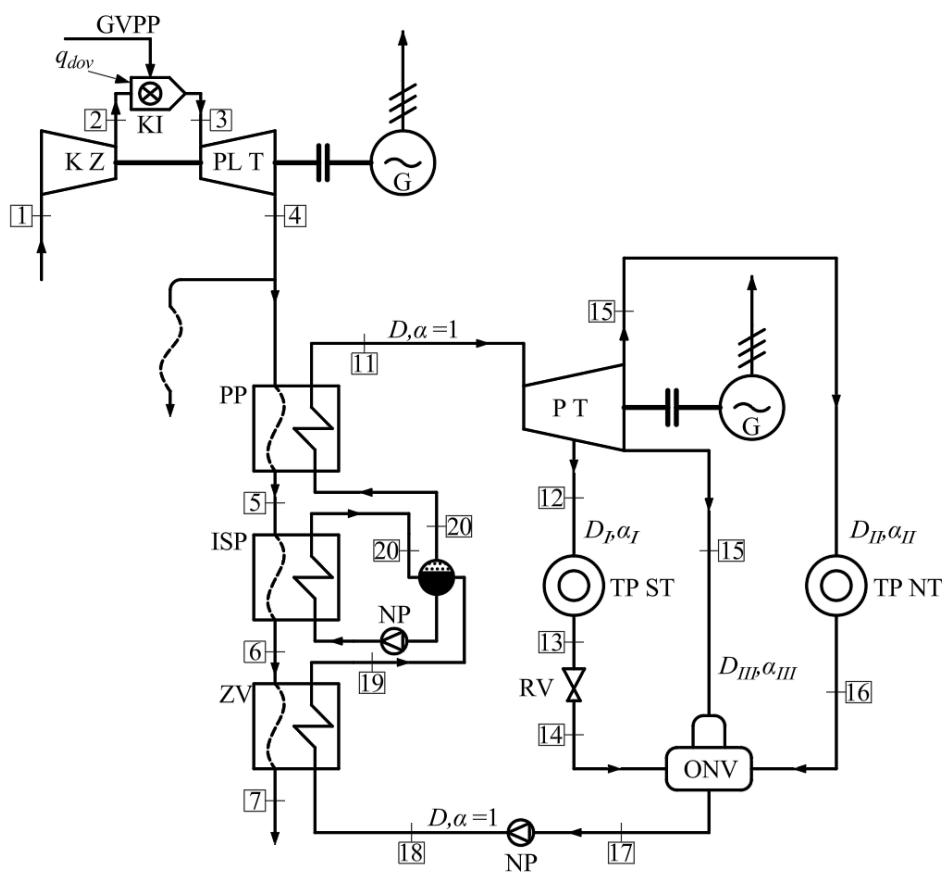 GVPP
q_dov
2
KI
3
K Z
PL T
G
1
4
15
11
D,α=1
PP
P T
G
5
12
20
D_I,α_I
15
D_II,α_II
ISP
20
TP ST
TP NT
NP
13
6
19
D_III,α_III
ZV
RV
16
14
ONV
7
D,α=1
18
NP
17